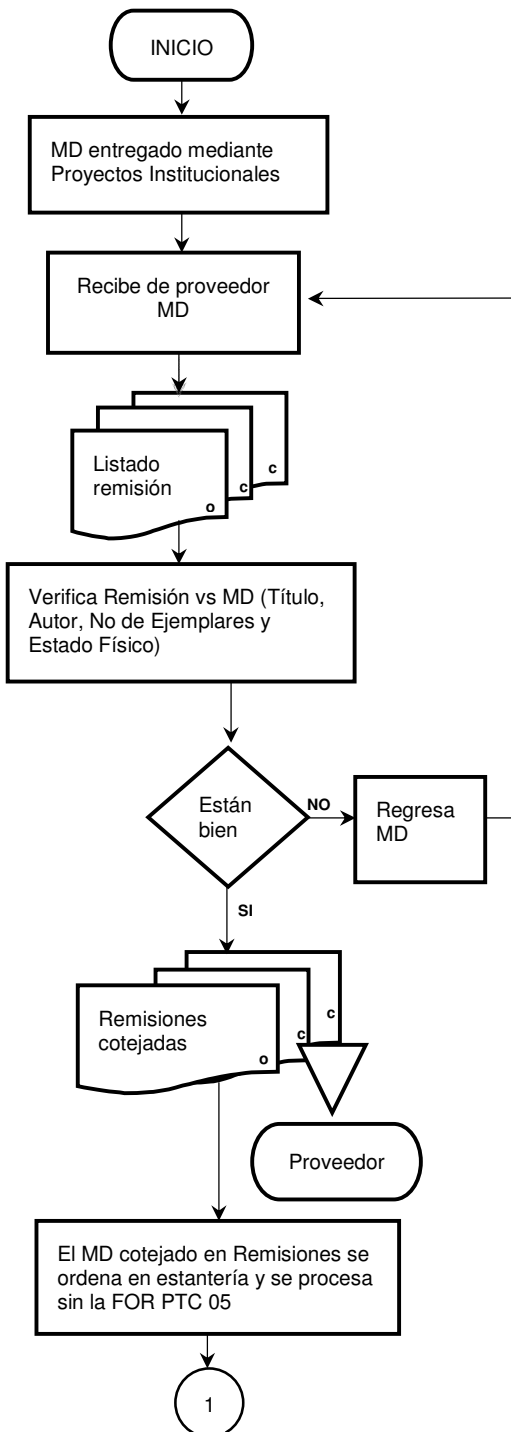 INICIO
MD entregado mediante
Proyectos Institucionales
Recibe de proveedor
MD
Listado
remisión
o
c
c
Verifica Remisión vs MD (Título,
Autor, No de Ejemplares y
Estado Físico)
Están
bien
NO
Regresa
MD
SI
Remisiones
cotejadas
o
c
c
Proveedor
El MD cotejado en Remisiones se
ordena en estantería y se procesa
sin la FOR PTC 05
1